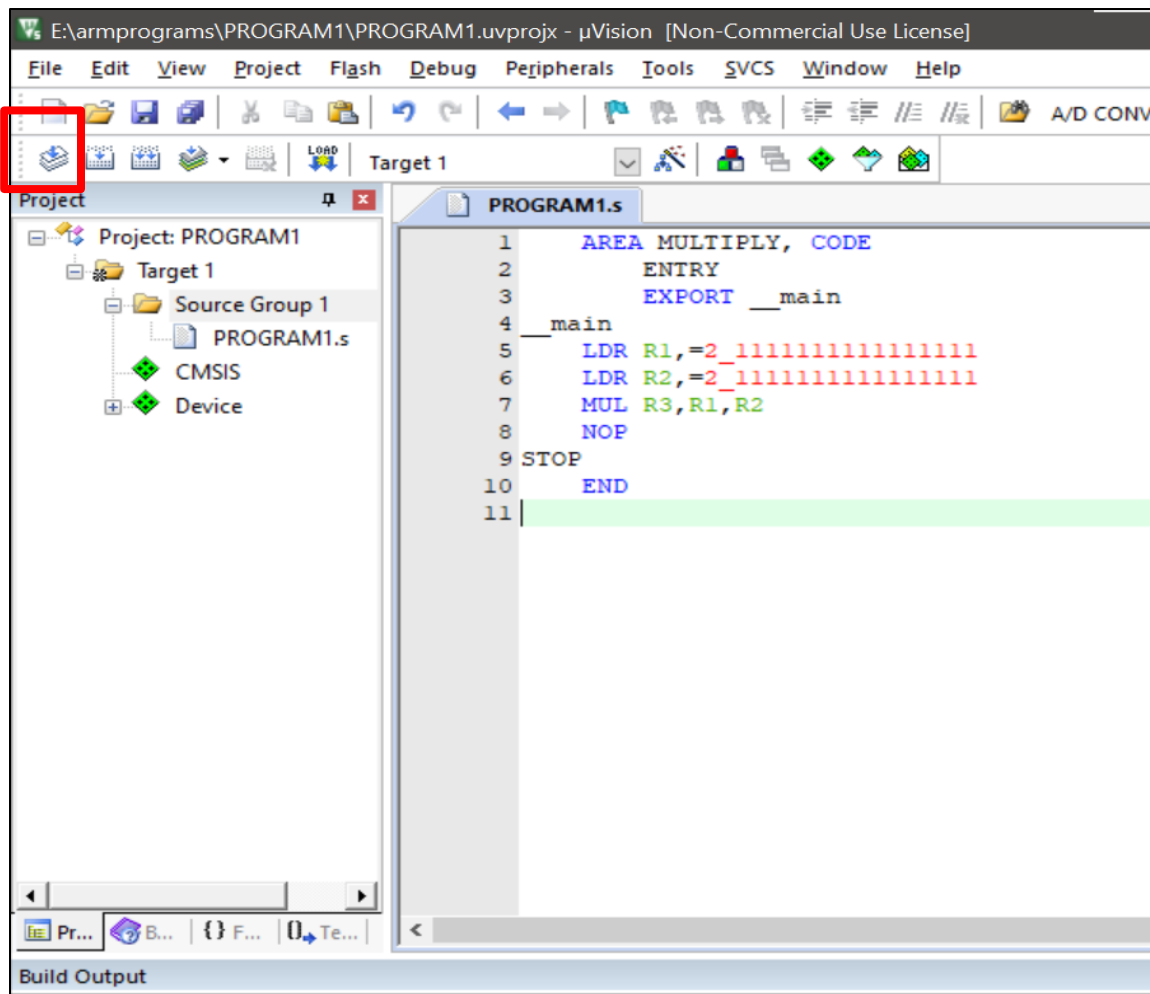 E:\armprograms\PROGRAM1\PROGRAM1.uvprojx - µVision [Non-Commercial Use License]
File Edit View Project Flash Debug Peripherals Tools SVCS Window Help
A/D CONV
LOAD Target 1
Project
PROGRAM1.s
Project: PROGRAM1
Target 1
Source Group 1
PROGRAM1.s
CMSIS
Device
1 AREA MULTIPLY, CODE
2 ENTRY
3 EXPORT __main
4 __main
5 LDR R1,=2_1111111111111111
6 LDR R2,=2_1111111111111111
7 MUL R3,R1,R2
8 NOP
9 STOP
10 END
11
Pr... B... {} F... 0 Te...
Build Output